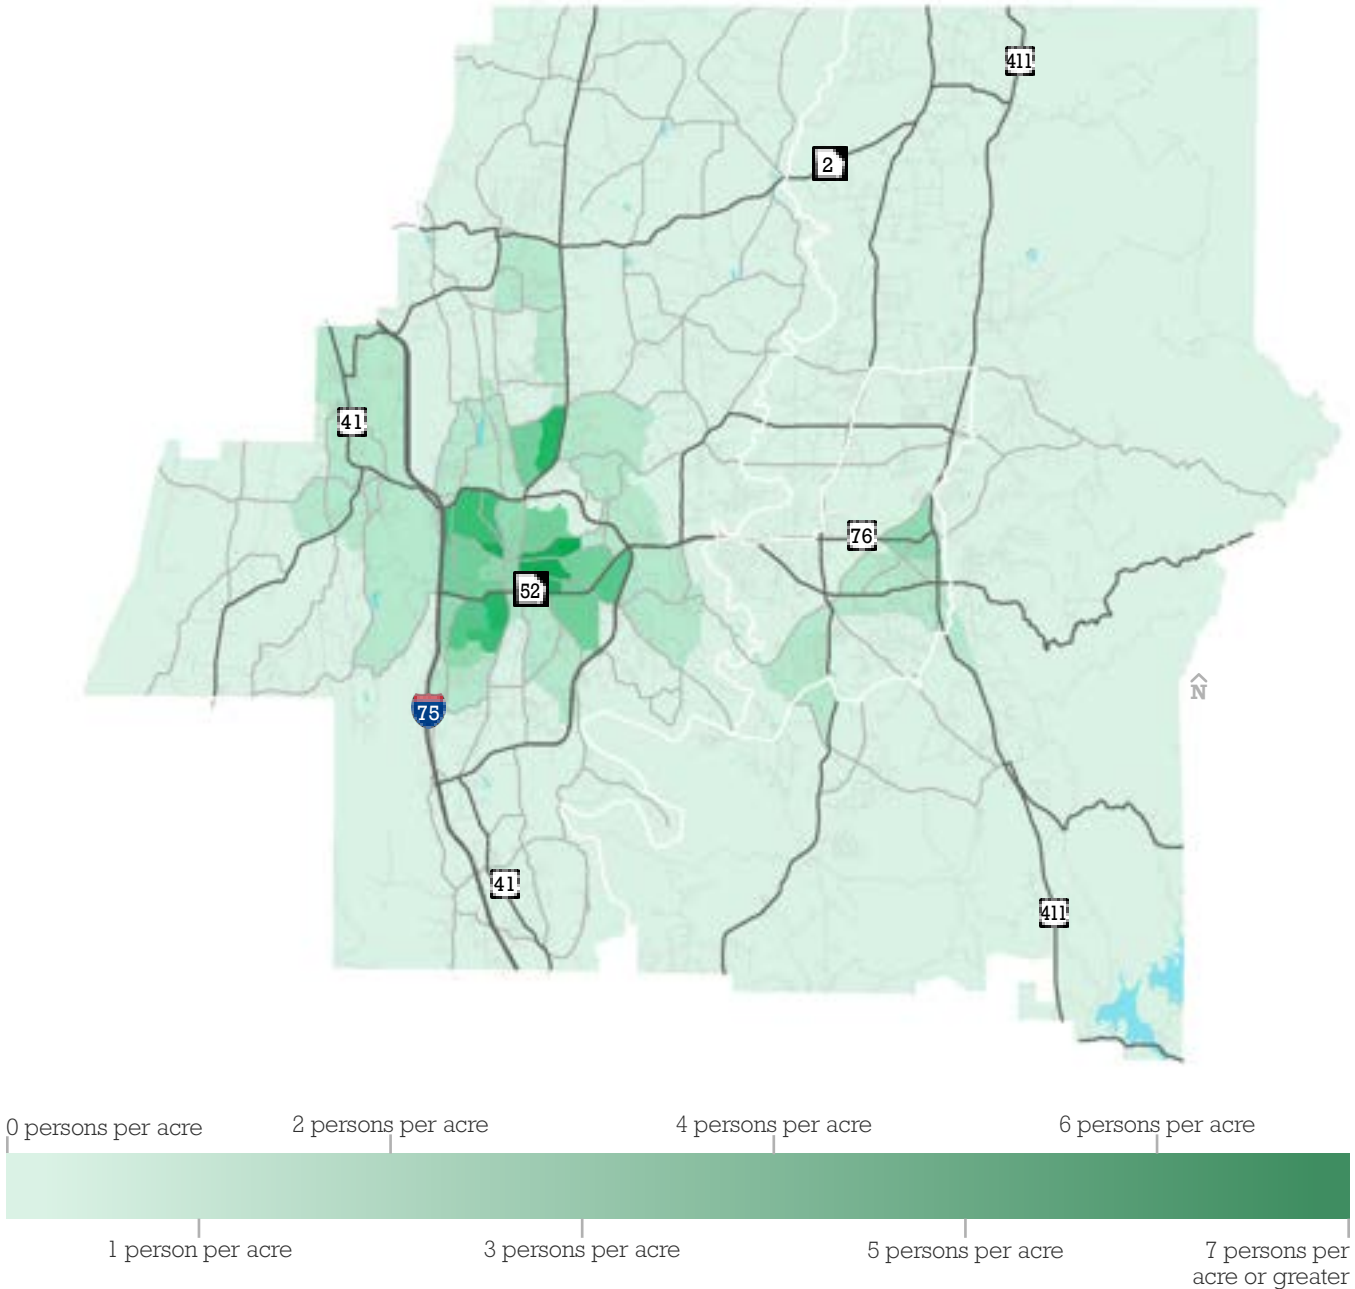 411
2
41
76
52
N
75
41
411
0 persons per acre
2 persons per acre
4 persons per acre
6 persons per acre
1 person per acre
3 persons per acre
5 persons per acre
7 persons per
acre or greater